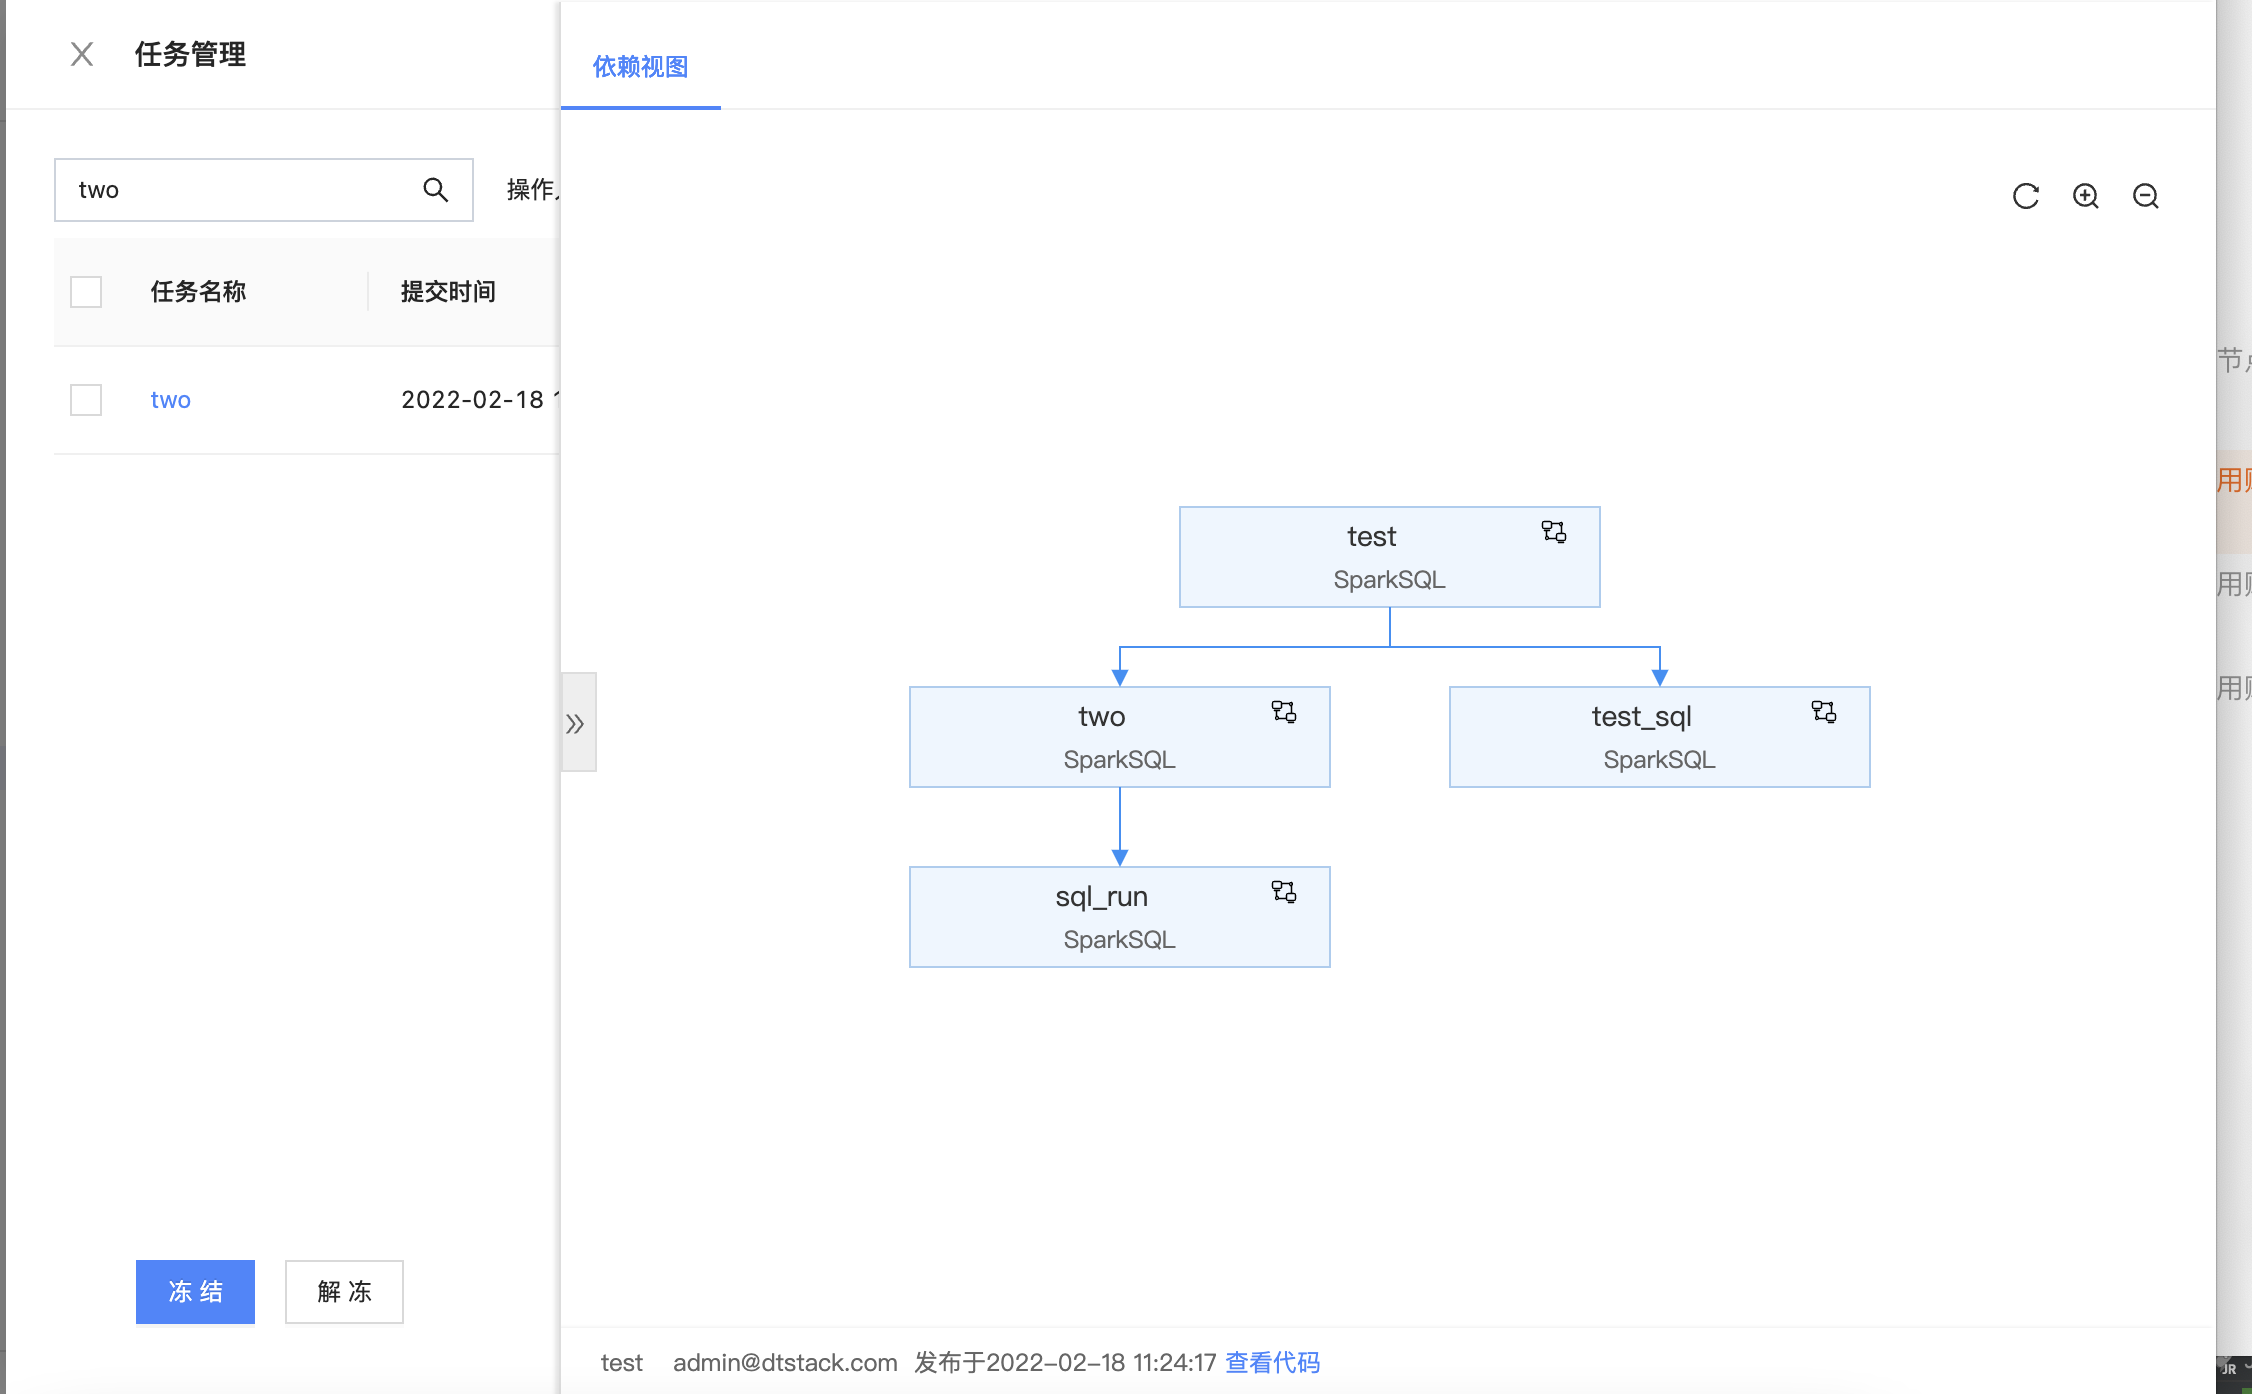 任务管理
two
操作
任务名称 提交时间
two 2022-02-18
冻 结 解 冻
依赖视图
test
SparkSQL
two
SparkSQL
test_sql
SparkSQL
sql_run
SparkSQL
test admin@dtstack.com 发布于2022-02-18 11:24:17 查看代码
节
用
用
用
JR